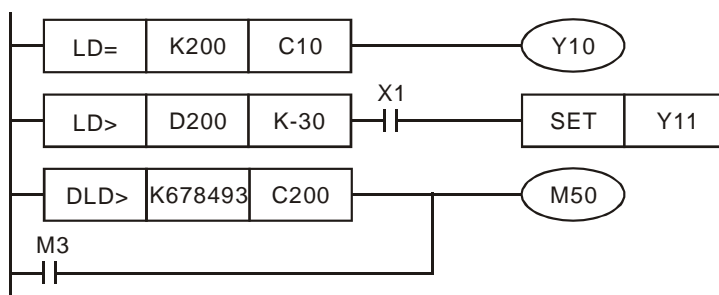 LD= K200 C10 Y10
X1
LD> D200 K-30 SET Y11
DLD> K678493 C200 M50
M3